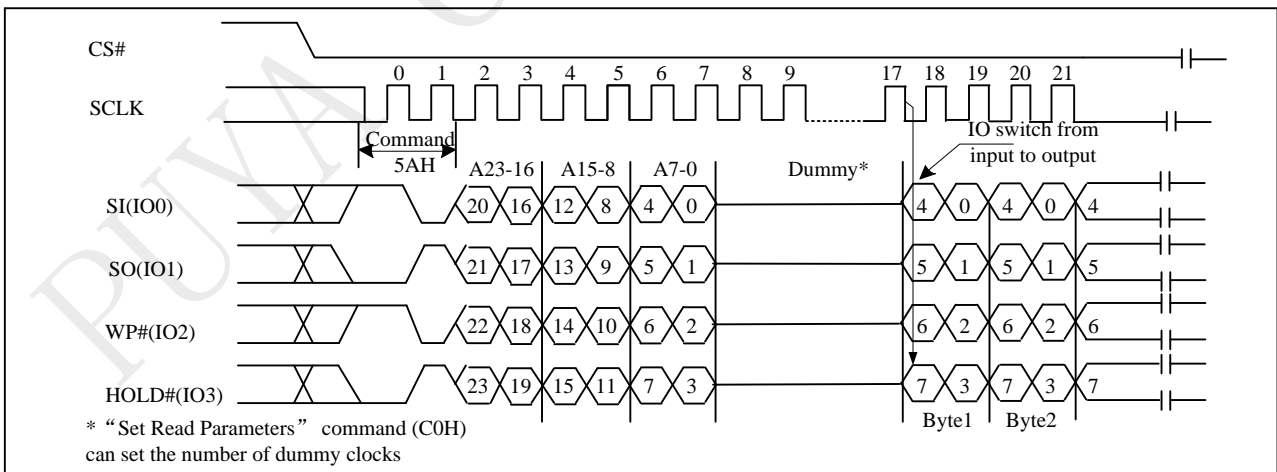 PUYA
CS#
0 1 2 3 4 5 6 7 8 9 17 18 19 20 21
SCLK
Command
5AH
IO switch from
input to output
A23-16 A15-8 A7-0 Dummy*
SI(IO0) 20 16 12 8 4 0 4 0 4 0 4
SO(IO1) 21 17 13 9 5 1 5 1 5 1 5
WP#(IO2) 22 18 14 10 6 2 6 2 6 2 6
HOLD#(IO3) 23 19 15 11 7 3 7 3 7 3 7
Byte1 Byte2
* “Set Read Parameters” command (C0H)
can set the number of dummy clocks